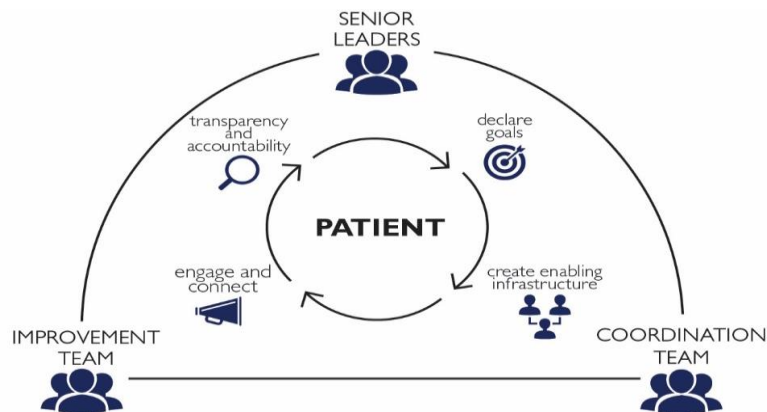 SENIOR
LEADERS
transparency
and
accountability
declare
goals
PATIENT
engage and
connect
create enabling
infrastructure
IMPROVEMENT
TEAM
COORDINATION
TEAM